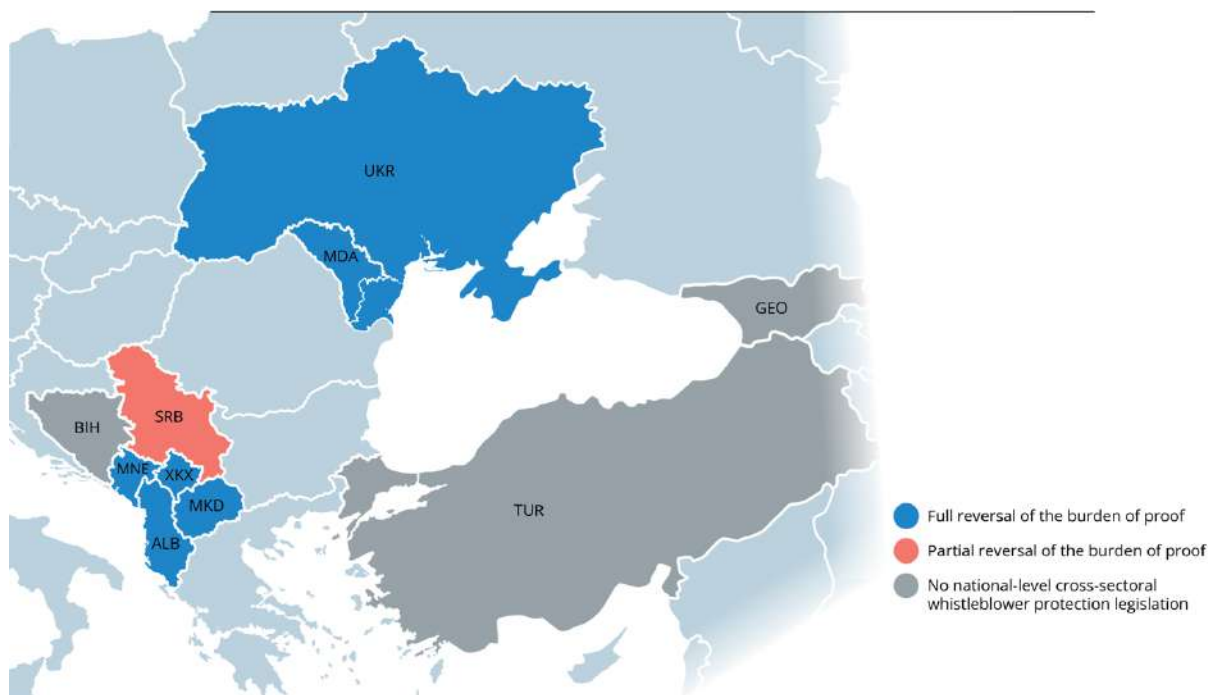 UKR
MDA
GEO
SRB
BIH
MNE
XKX
MKD
ALB
TUR
Full reversal of the burden of proof
Partial reversal of the burden of proof
No national-level cross-sectoral
whistleblower protection legislation